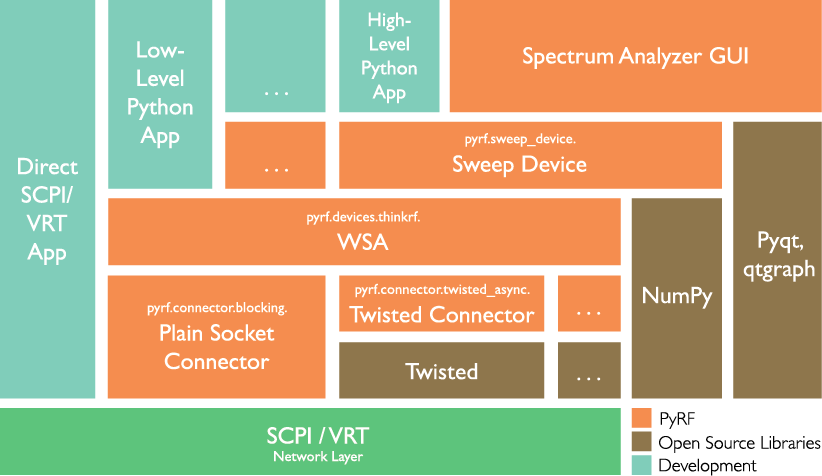 Low-
Level
Python
App
. . .
High-
Level
Python
App
Spectrum Analyzer GUI
Direct
SCPI/
VRT
App
. . .
pyrf.sweep_device.
Sweep Device
Pyqt,
qtgraph
pyrf.devices.thinkrf.
WSA
NumPy
pyrf.connector.blocking.
Plain Socket
Connector
pyrf.connector.twisted_async.
Twisted Connector
. . .
Twisted
. . .
SCPI / VRT
Network Layer
PyRF
Open Source Libraries
Development